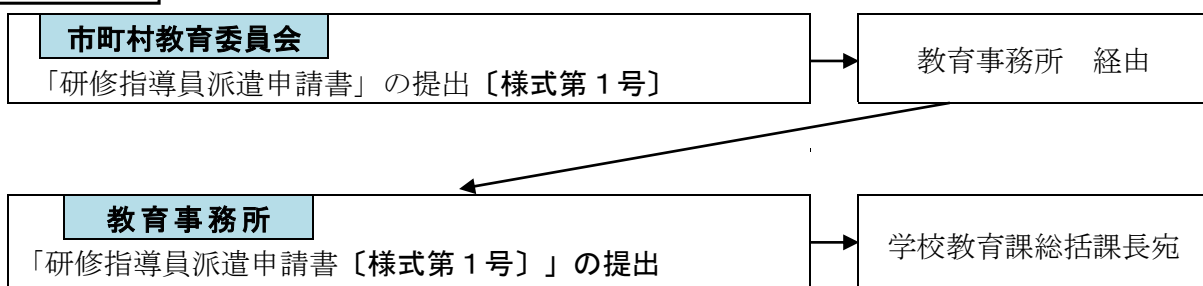 市町村教育委員会
「研修指導員派遣申請書」の提出〔様式第１号〕
教育事務所　経由
教育事務所
「研修指導員派遣申請書〔様式第１号〕」の提出
学校教育課総括課長宛